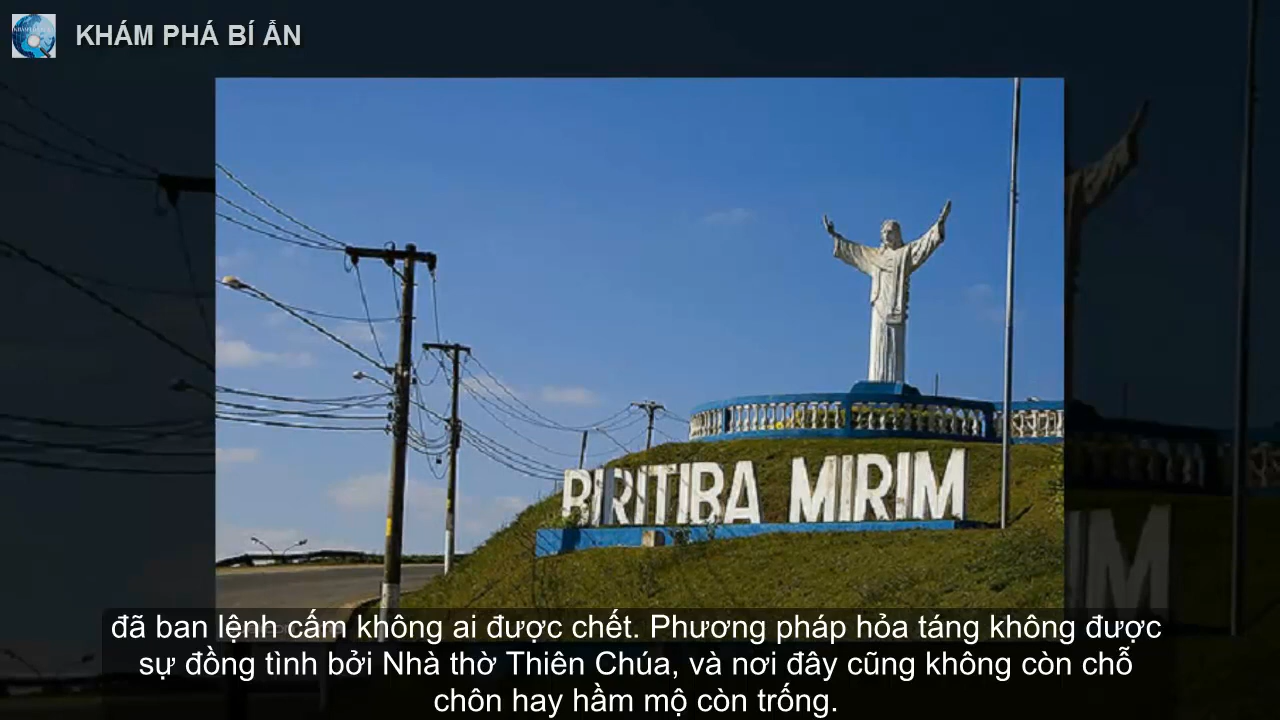 KHÁM PHÁ BÍ ẨN
BIRITIBA MIRIM
đã ban lệnh cấm không ai được chết. Phương pháp hỏa táng không được
sự đồng tình bởi Nhà thờ Thiên Chúa, và nơi đây cũng không còn chỗ
chôn hay hầm mộ còn trống.